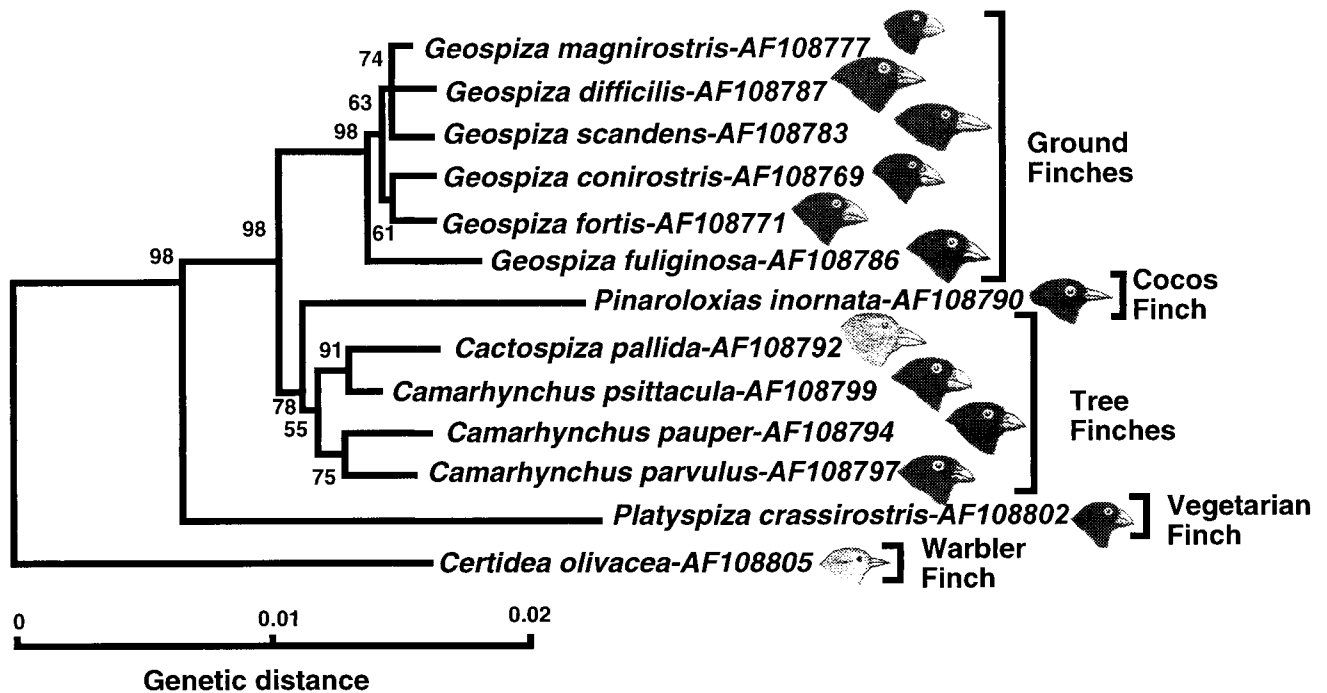 74
Geospiza magnirostris-AF108777
Geospiza difficilis-AF108787
63
98
Geospiza scandens-AF108783
Ground
Finches
Geospiza conirostris-AF108769
Geospiza fortis-AF108771
61
98
98
Geospiza fuliginosa-AF108786
Pinaroloxias inornata-AF108790
Cocos
Finch
91
Cactospiza pallida-AF108792
Camarhynchus psittacula-AF108799
78
55
Tree
Finches
Camarhynchus pauper-AF108794
75
Camarhynchus parvulus-AF108797
Platyspiza crassirostris-AF108802
Vegetarian
Finch
Certidea olivacea-AF108805
Warbler
Finch
0
0.01
0.02
Genetic distance